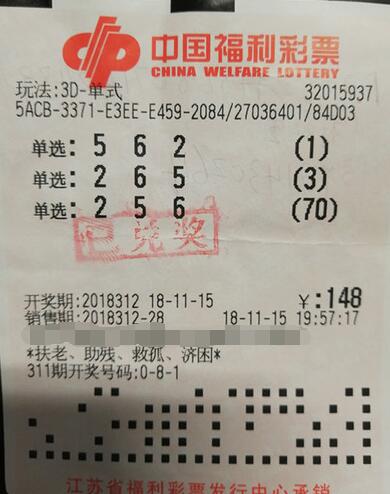 中国福利彩票
CHINA WELFARE LOTTERY
玩法:3D-单式 32015937
5ACB-3371-E3EE-E459-2084/27036401/84D03
单选: 5 6 2 (1)
单选: 2 6 5 (3)
单选: 2 5 6 (70)
已兑奖
开奖期:2018312 18-11-15 ¥:148
销售期:2018312-28 18-11-15 19:57:17
*扶老、助残、救孤、济困*
311期开奖号码:0-8-1
江苏省福利彩票发行中心承销